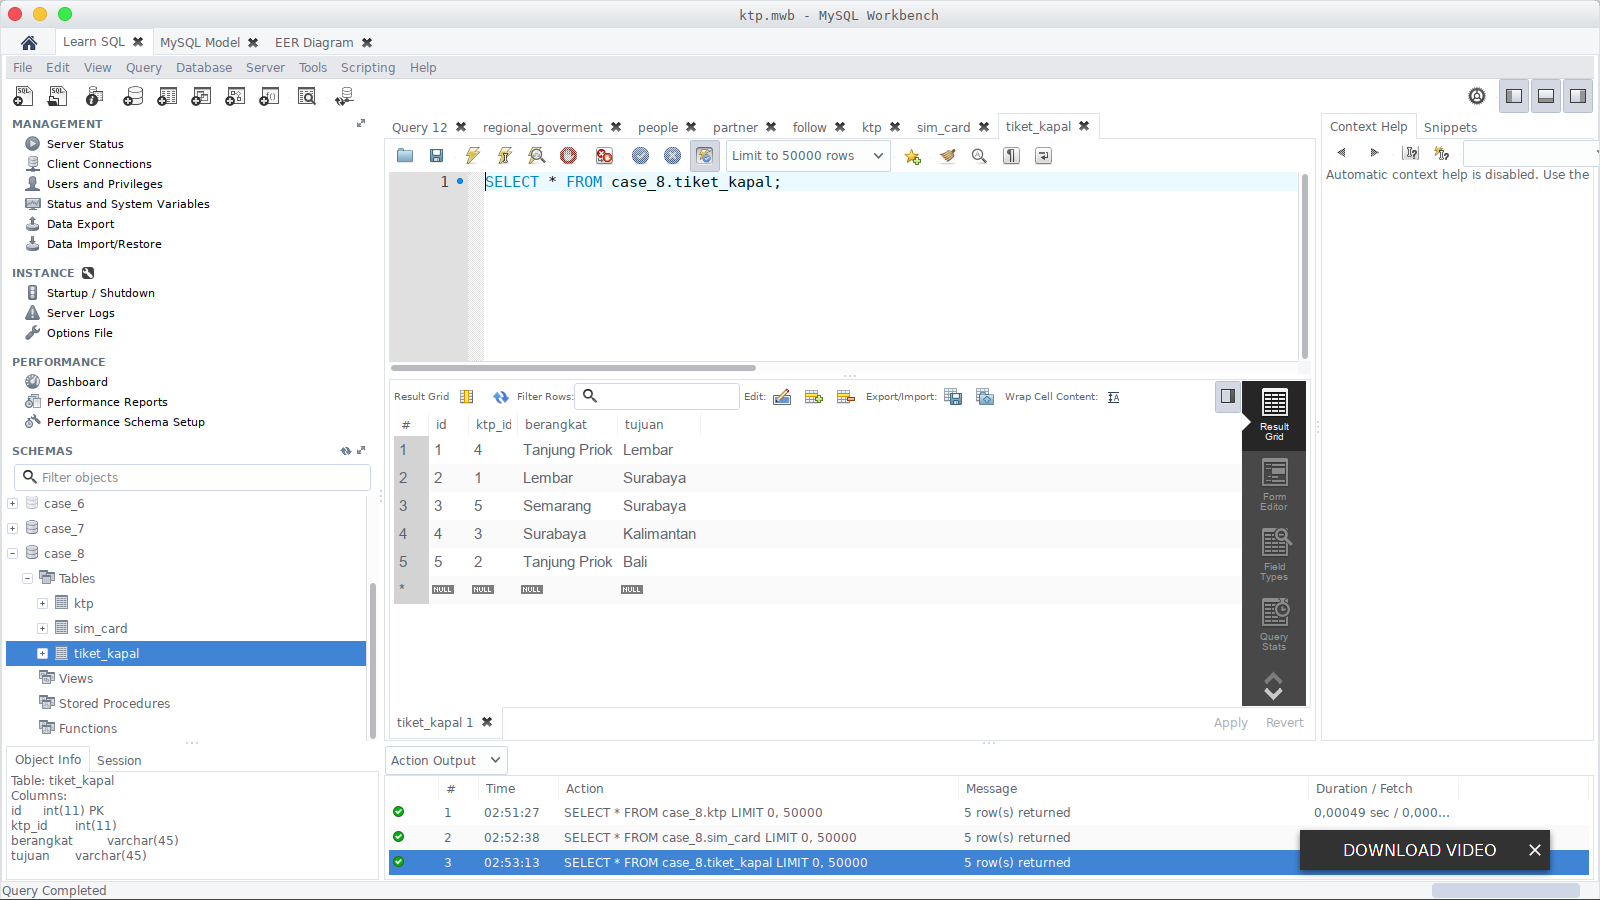 ktp.mwb - MySQL Workbench
Learn SQL MySQL Model EER Diagram
File Edit View Query Database Server Tools Scripting Help
MANAGEMENT
Server Status
Client Connections
Users and Privileges
Status and System Variables
Data Export
Data Import/Restore
INSTANCE
Startup / Shutdown
Server Logs
Options File
PERFORMANCE
Dashboard
Performance Reports
Performance Schema Setup
SCHEMAS
Filter objects
case_6
case_7
case_8
Tables
ktp
sim_card
tiket_kapal
Views
Stored Procedures
Functions
Object Info Session
Table: tiket_kapal
Columns:
id int(11) PK
ktp_id int(11)
berangkat varchar(45)
tujuan varchar(45)
Query 12 regional_goverment people partner follow ktp sim_card tiket_kapal
Limit to 50000 rows
1 SELECT * FROM case_8.tiket_kapal;
Result Grid Filter Rows: Edit: Export/Import: Wrap Cell Content:
# id ktp_id berangkat tujuan
1 1 4 Tanjung Priok Lembar
2 2 1 Lembar Surabaya
3 3 5 Semarang Surabaya
4 4 3 Surabaya Kalimantan
5 5 2 Tanjung Priok Bali
* NULL NULL NULL NULL
Result
Grid
Form
Editor
Field
Types
Query
Stats
tiket_kapal 1 Apply Revert
Context Help Snippets
Automatic context help is disabled. Use the
Action Output
# Time Action Message Duration / Fetch
1 02:51:27 SELECT * FROM case_8.ktp LIMIT 0, 50000 5 row(s) returned 0,00049 sec / 0,000...
2 02:52:38 SELECT * FROM case_8.sim_card LIMIT 0, 50000 5 row(s) returned
3 02:53:13 SELECT * FROM case_8.tiket_kapal LIMIT 0, 50000 5 row(s) returned
DOWNLOAD VIDEO
Query Completed